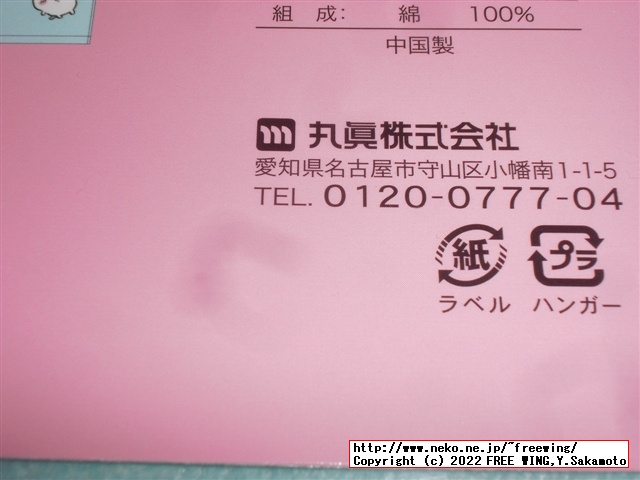 組 成: 綿 100%
中国製
丸眞株式会社
愛知県名古屋市守山区小幡南1-1-5
TEL. 0120-0777-04
紙 プラ
ラベル ハンガー
http://www.neko.ne.jp/~freewing/
Copyright (c) 2022 FREE WING,Y.Sakamoto